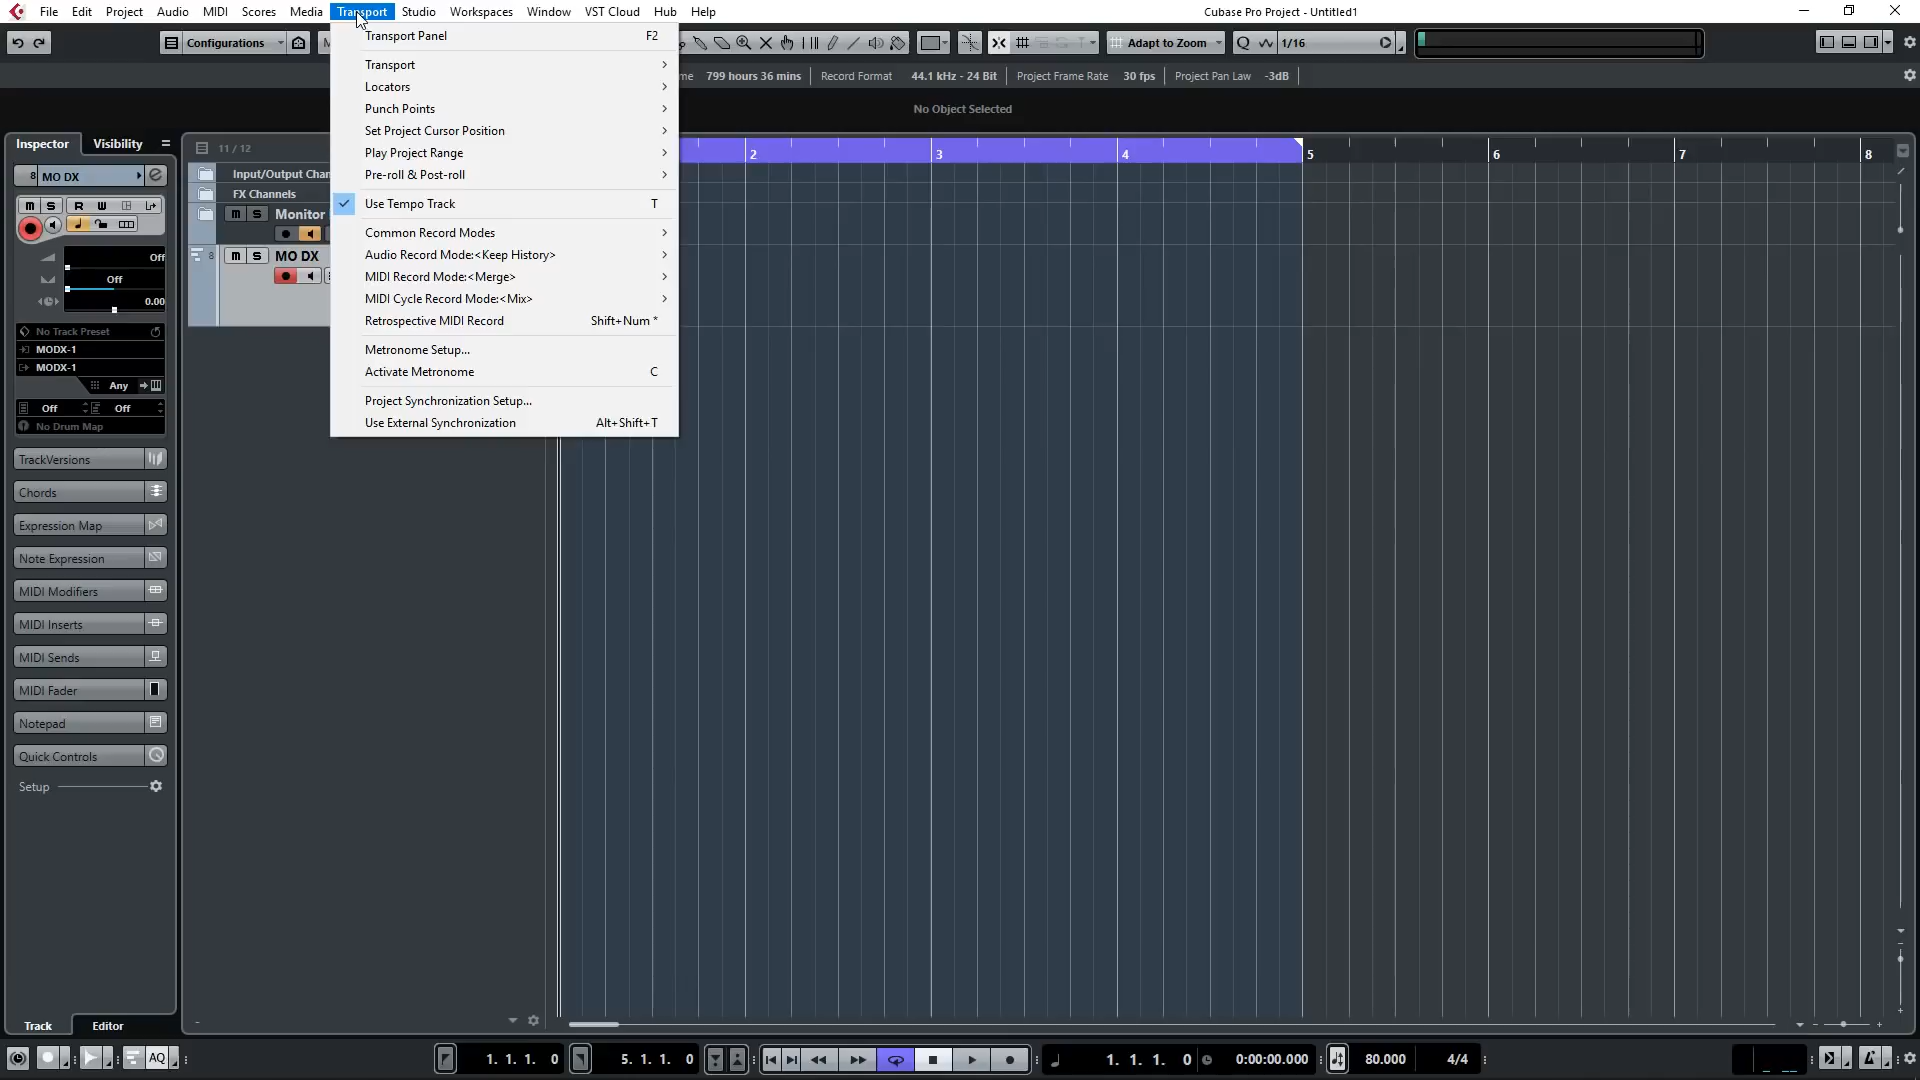 File Edit Project Audio MIDI Scores Media Transport Studio Workspaces Window VST Cloud Hub Help
Cubase Pro Project - Untitled1
Configurations
Adapt to Zoom
Q
1/16
799 hours 36 mins
Record Format
44.1 kHz - 24 Bit
Project Frame Rate
30 fps
Project Pan Law
-3dB
No Object Selected
Transport Panel F2
Transport
Locators
Punch Points
Set Project Cursor Position
Play Project Range
Pre-roll & Post-roll
Use Tempo Track T
Common Record Modes
Audio Record Mode:<Keep History>
MIDI Record Mode:<Merge>
MIDI Cycle Record Mode:<Mix>
Retrospective MIDI Record Shift+Num *
Metronome Setup...
Activate Metronome C
Project Synchronization Setup...
Use External Synchronization Alt+Shift+T
Inspector Visibility
11 / 12
2 3 4 5 6 7 8
8 MO DX
m S R W
Off
Off
0.00
No Track Preset
MODX-1
MODX-1
Any
Off Off
No Drum Map
Input/Output Chan
FX Channels
m S Monitor
8 m S MO DX
TrackVersions
Chords
Expression Map
Note Expression
MIDI Modifiers
MIDI Inserts
MIDI Sends
MIDI Fader
Notepad
Quick Controls
Setup
Track Editor
AQ
1. 1. 1. 0
5. 1. 1. 0
1. 1. 1. 0
0:00:00.000
80.000
4/4